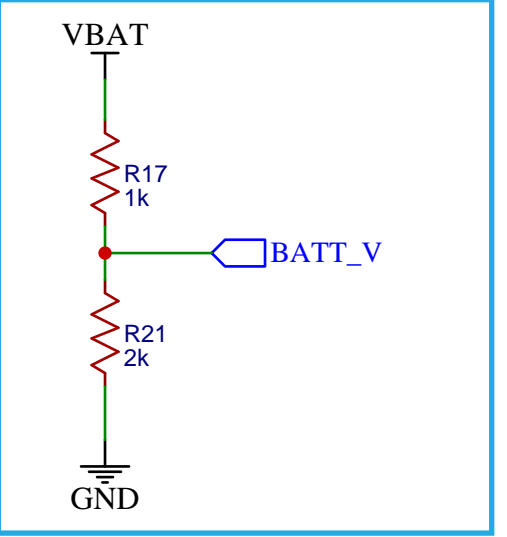 VBAT
R17
1k
BATT_V
R21
2k
GND